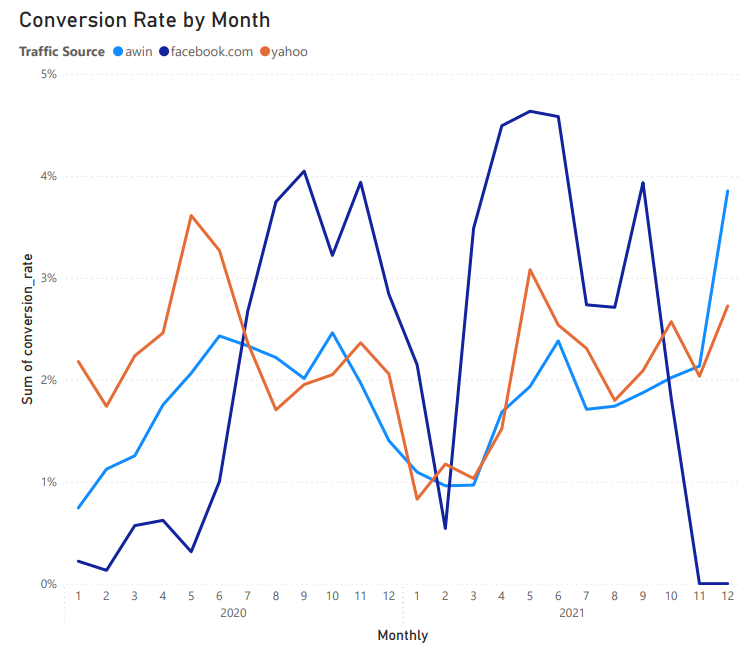 Conversion Rate by Month
Traffic Source awin facebook.com yahoo
5%
4%
3%
2%
1%
0%
Sum of conversion_rate
1 2 3 4 5 6 7 8 9 10 11 12 1 2 3 4 5 6 7 8 9 10 11 12
2020 2021
Monthly